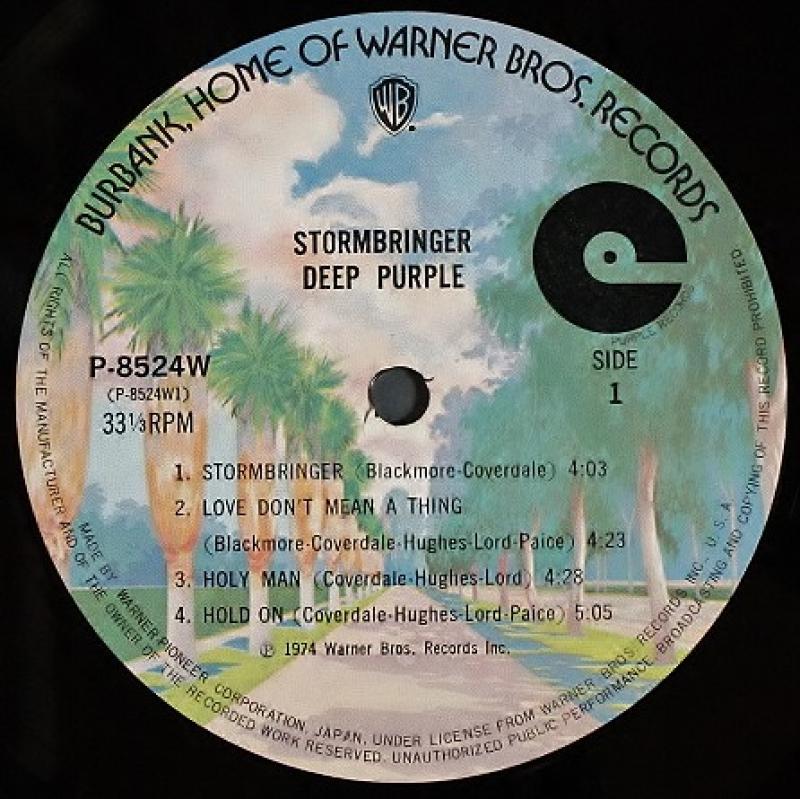 BURBANK, HOME OF WARNER BROS. RECORDS
WB
STORMBRINGER
DEEP PURPLE
PURPLE RECORDS
P-8524W
(P-8524W1)
33⅓RPM
SIDE
1
1. STORMBRINGER (Blackmore-Coverdale) 4:03
2. LOVE DON'T MEAN A THING
(Blackmore-Coverdale-Hughes-Lord-Paice) 4:23
3. HOLY MAN (Coverdale-Hughes-Lord) 4:28
4. HOLD ON (Coverdale-Hughes-Lord-Paice) 5:05
℗ 1974 Warner Bros. Records Inc.
MADE BY WARNER-PIONEER CORPORATION, JAPAN, UNDER LICENSE FROM WARNER BROS. RECORDS INC., U.S.A.
ALL RIGHTS OF THE MANUFACTURER AND OF THE OWNER OF THE RECORDED WORK RESERVED. UNAUTHORIZED PUBLIC PERFORMANCE, BROADCASTING AND COPYING OF THIS RECORD PROHIBITED